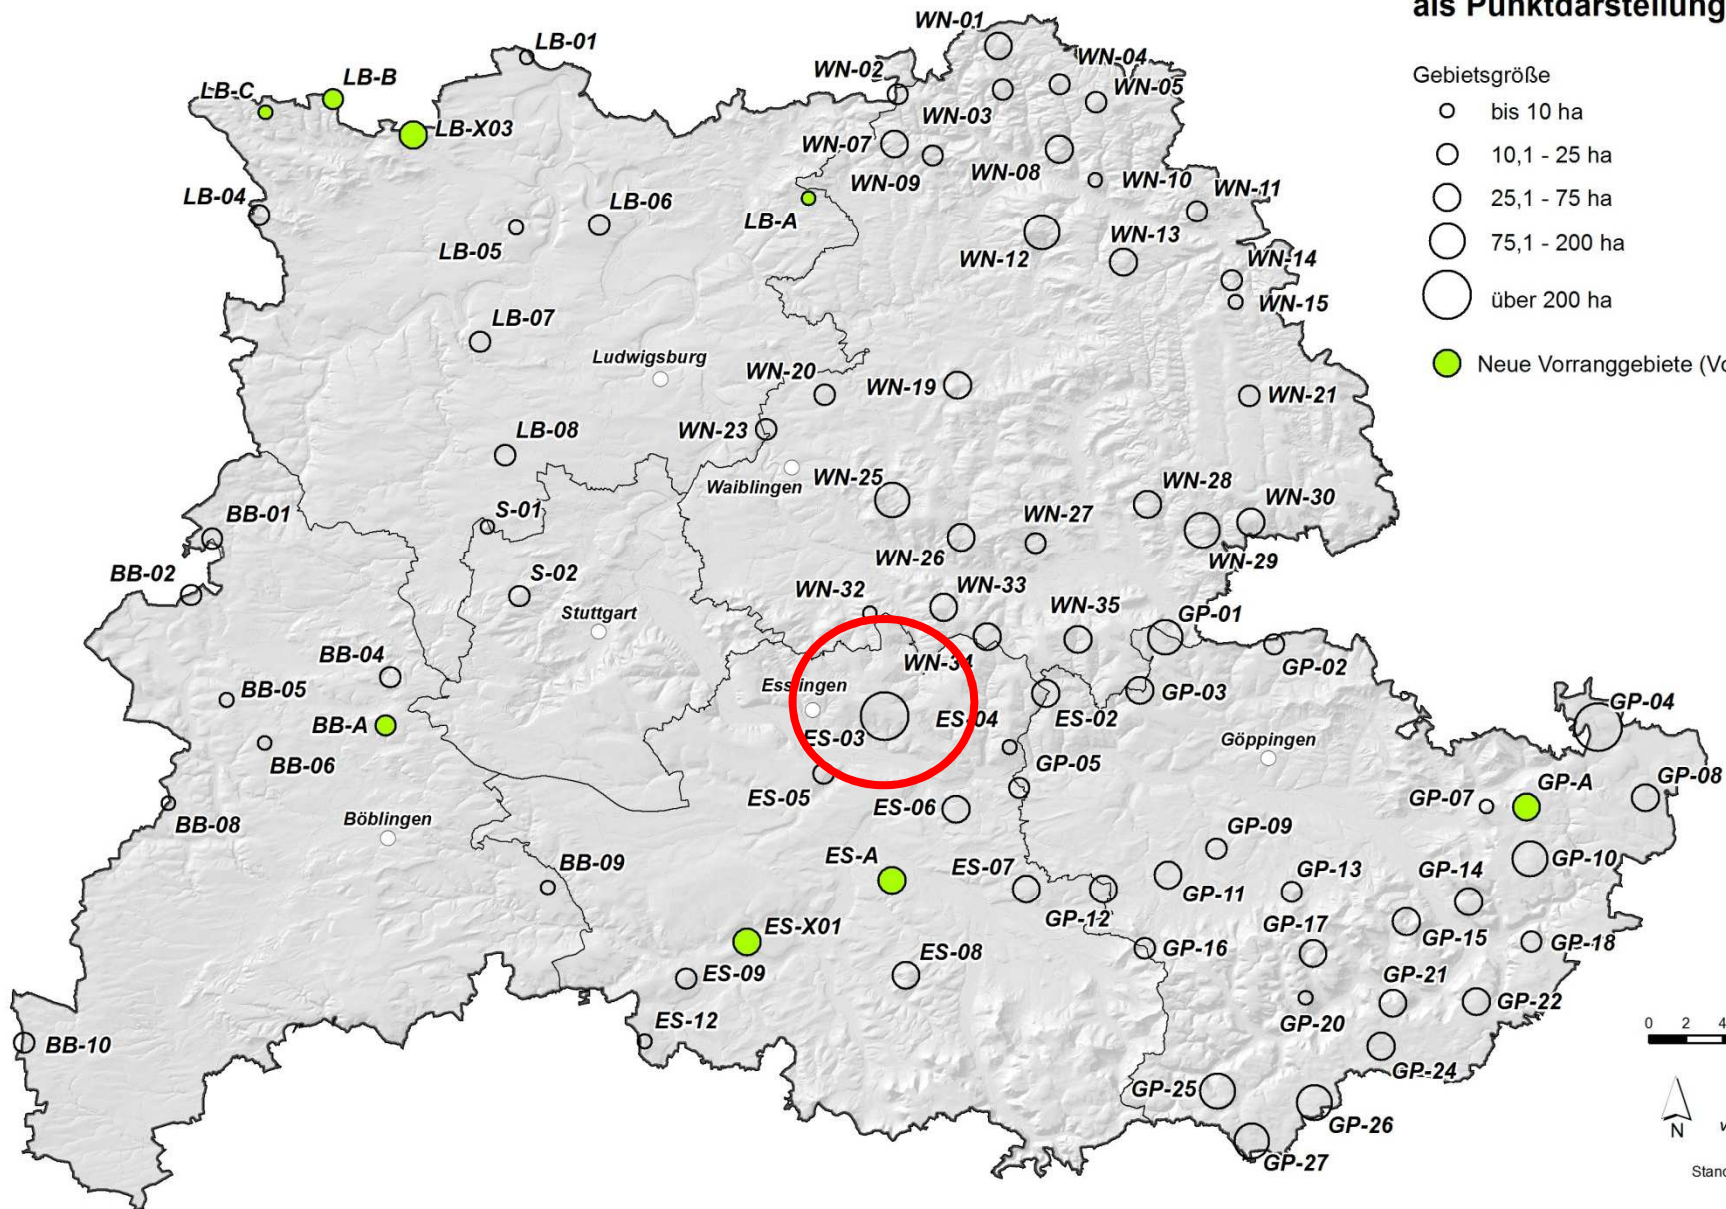 als Punktdarstellung
Gebietsgröße
bis 10 ha
10,1 - 25 ha
25,1 - 75 ha
75,1 - 200 ha
über 200 ha
Neue Vorranggebiete
WN-01
LB-01
WN-02
WN-04
LB-B
LB-C
WN-05
WN-03
LB-X03
WN-07
WN-09
WN-08
WN-10
WN-11
LB-04
LB-06
LB-A
LB-05
WN-12
WN-13
WN-14
WN-15
LB-07
Ludwigsburg
WN-20
WN-19
WN-21
WN-23
LB-08
Waiblingen
WN-25
WN-28
WN-30
S-01
BB-01
WN-27
WN-26
WN-29
BB-02
S-02
WN-32
WN-33
Stuttgart
WN-35
GP-01
BB-04
WN-34
GP-02
Esslingen
BB-05
ES-02
GP-03
GP-04
BB-A
ES-03
ES-04
Göppingen
BB-06
GP-05
GP-A
GP-08
ES-05
ES-06
GP-07
BB-08
Böblingen
GP-09
BB-09
ES-A
ES-07
GP-10
GP-11
GP-13
GP-14
GP-12
ES-X01
GP-17
GP-15
GP-16
GP-18
ES-09
ES-08
GP-21
GP-20
GP-22
ES-12
BB-10
GP-24
GP-25
GP-26
GP-27
0 2 4
N